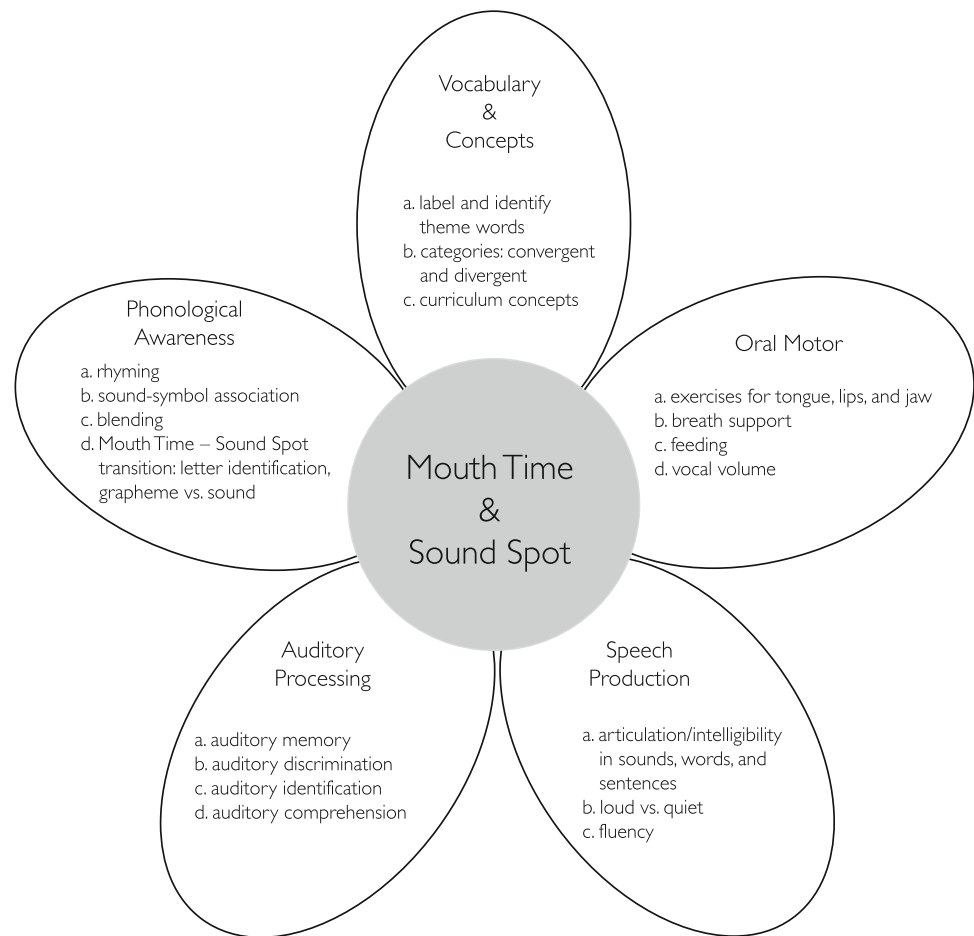 Vocabulary
&
Concepts
a. label and identify
theme words
b. categories: convergent
and divergent
c. curriculum concepts
Phonological
Awareness
a. rhyming
b. sound-symbol association
c. blending
d. Mouth Time – Sound Spot
transition: letter identification,
grapheme vs. sound
Oral Motor
a. exercises for tongue, lips, and jaw
b. breath support
c. feeding
d. vocal volume
Mouth Time
&
Sound Spot
Auditory
Processing
a. auditory memory
b. auditory discrimination
c. auditory identification
d. auditory comprehension
Speech
Production
a. articulation/intelligibility
in sounds, words, and
sentences
b. loud vs. quiet
c. fluency